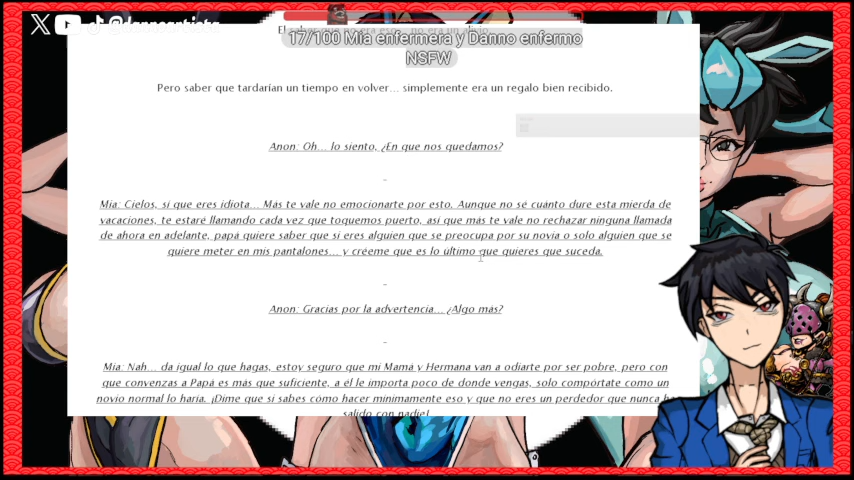 @dannoartista
17/100 Mia enfermera y Danno enfermo
NSFW
Pero saber que tardarían un tiempo en volver... simplemente era un regalo bien recibido.
Anon: Oh... lo siento, ¿En que nos quedamos?
-
Mia: Cielos, si que eres idiota... Más te vale no emocionarte por esto. Aunque no sé cuánto dure esta mierda de
vacaciones, te estaré llamando cada vez que toquemos puerto, así que más te vale no rechazar ninguna llamada
de ahora en adelante, papá quiere saber que si eres alguien que se preocupa por su novia o solo alguien que se
quiere meter en mis pantalones... y créeme que es lo último que quieres que suceda.
-
Anon: Gracias por la advertencia... ¿Algo más?
-
Mia: Nah... da igual lo que hagas, estoy seguro que mi Mamá y Hermana van a odiarte por ser pobre, pero con
que convenzas a Papá es más que suficiente, a él le importa poco de donde vengas, solo compórtate como un
novio normal lo haría. ¡Dime que si sabes cómo hacer mínimamente eso y que no eres un perdedor que nunca ha
salido con nadie!